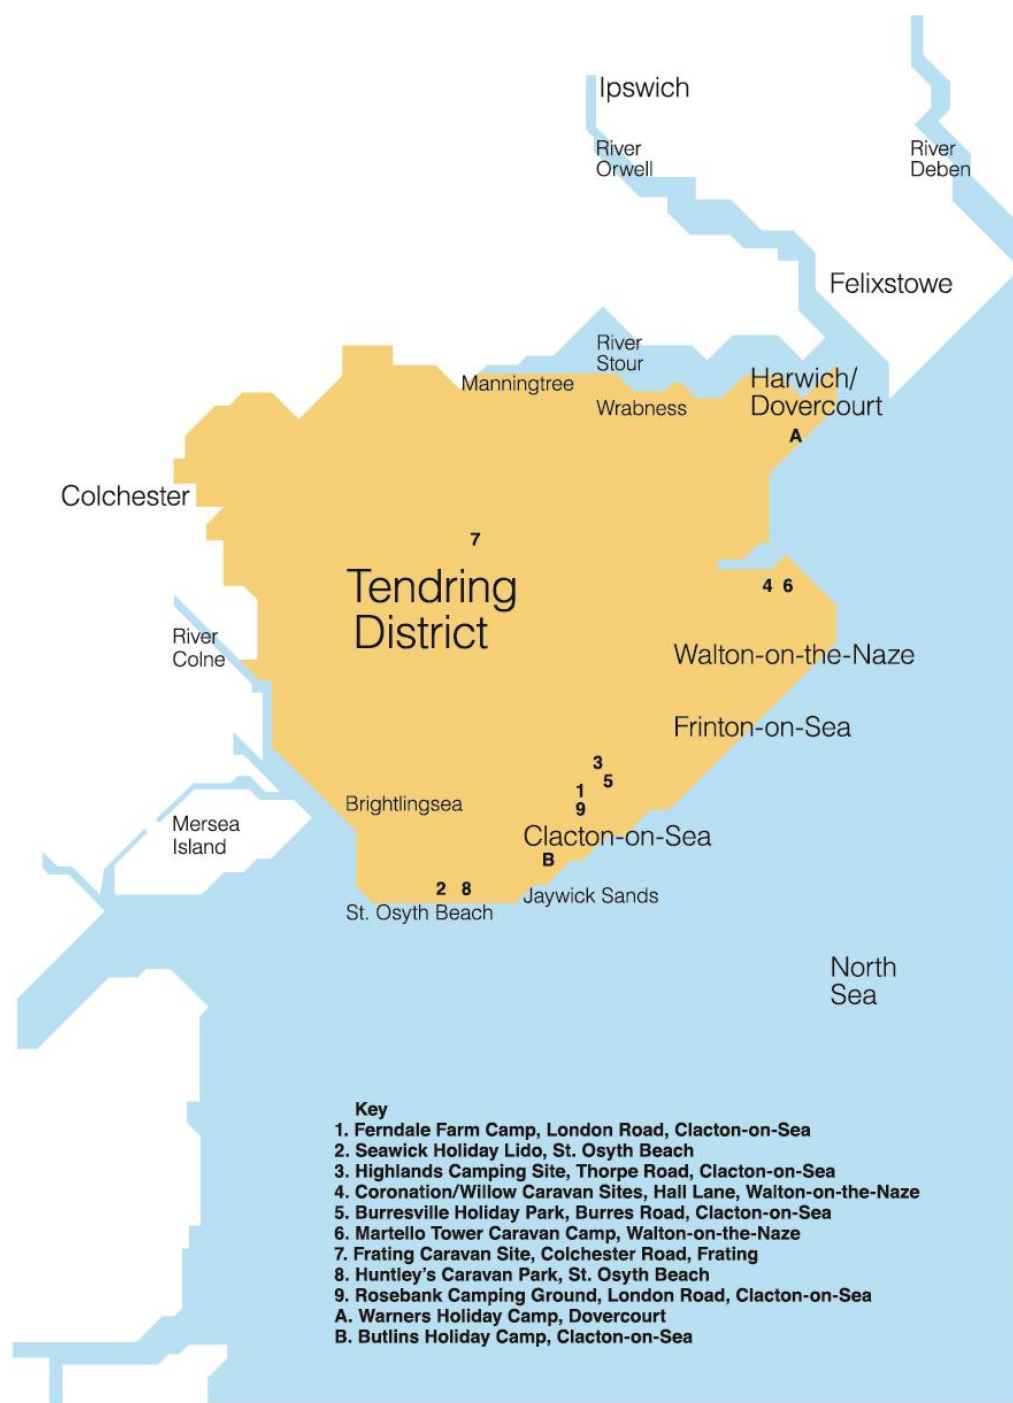 Ipswich
River
Orwell
River
Deben
Felixstowe
River
Stour
Manningtree
Harwich/
Dovercourt
Wrabness
A
Colchester
7
Tendring
District
4 6
River
Colne
Walton-on-the-Naze
Frinton-on-Sea
3
5
1
9
Brightlingsea
Mersea
Island
Clacton-on-Sea
B
2 8
Jaywick Sands
St. Osyth Beach
North
Sea
Key
1. Ferndale Farm Camp, London Road, Clacton-on-Sea
2. Seawick Holiday Lido, St. Osyth Beach
3. Highlands Camping Site, Thorpe Road, Clacton-on-Sea
4. Coronation/Willow Caravan Sites, Hall Lane, Walton-on-the-Naze
5. Burresville Holiday Park, Burres Road, Clacton-on-Sea
6. Martello Tower Caravan Camp, Walton-on-the-Naze
7. Frating Caravan Site, Colchester Road, Frating
8. Huntley's Caravan Park, St. Osyth Beach
9. Rosebank Camping Ground, London Road, Clacton-on-Sea
A. Warners Holiday Camp, Dovercourt
B. Butlins Holiday Camp, Clacton-on-Sea